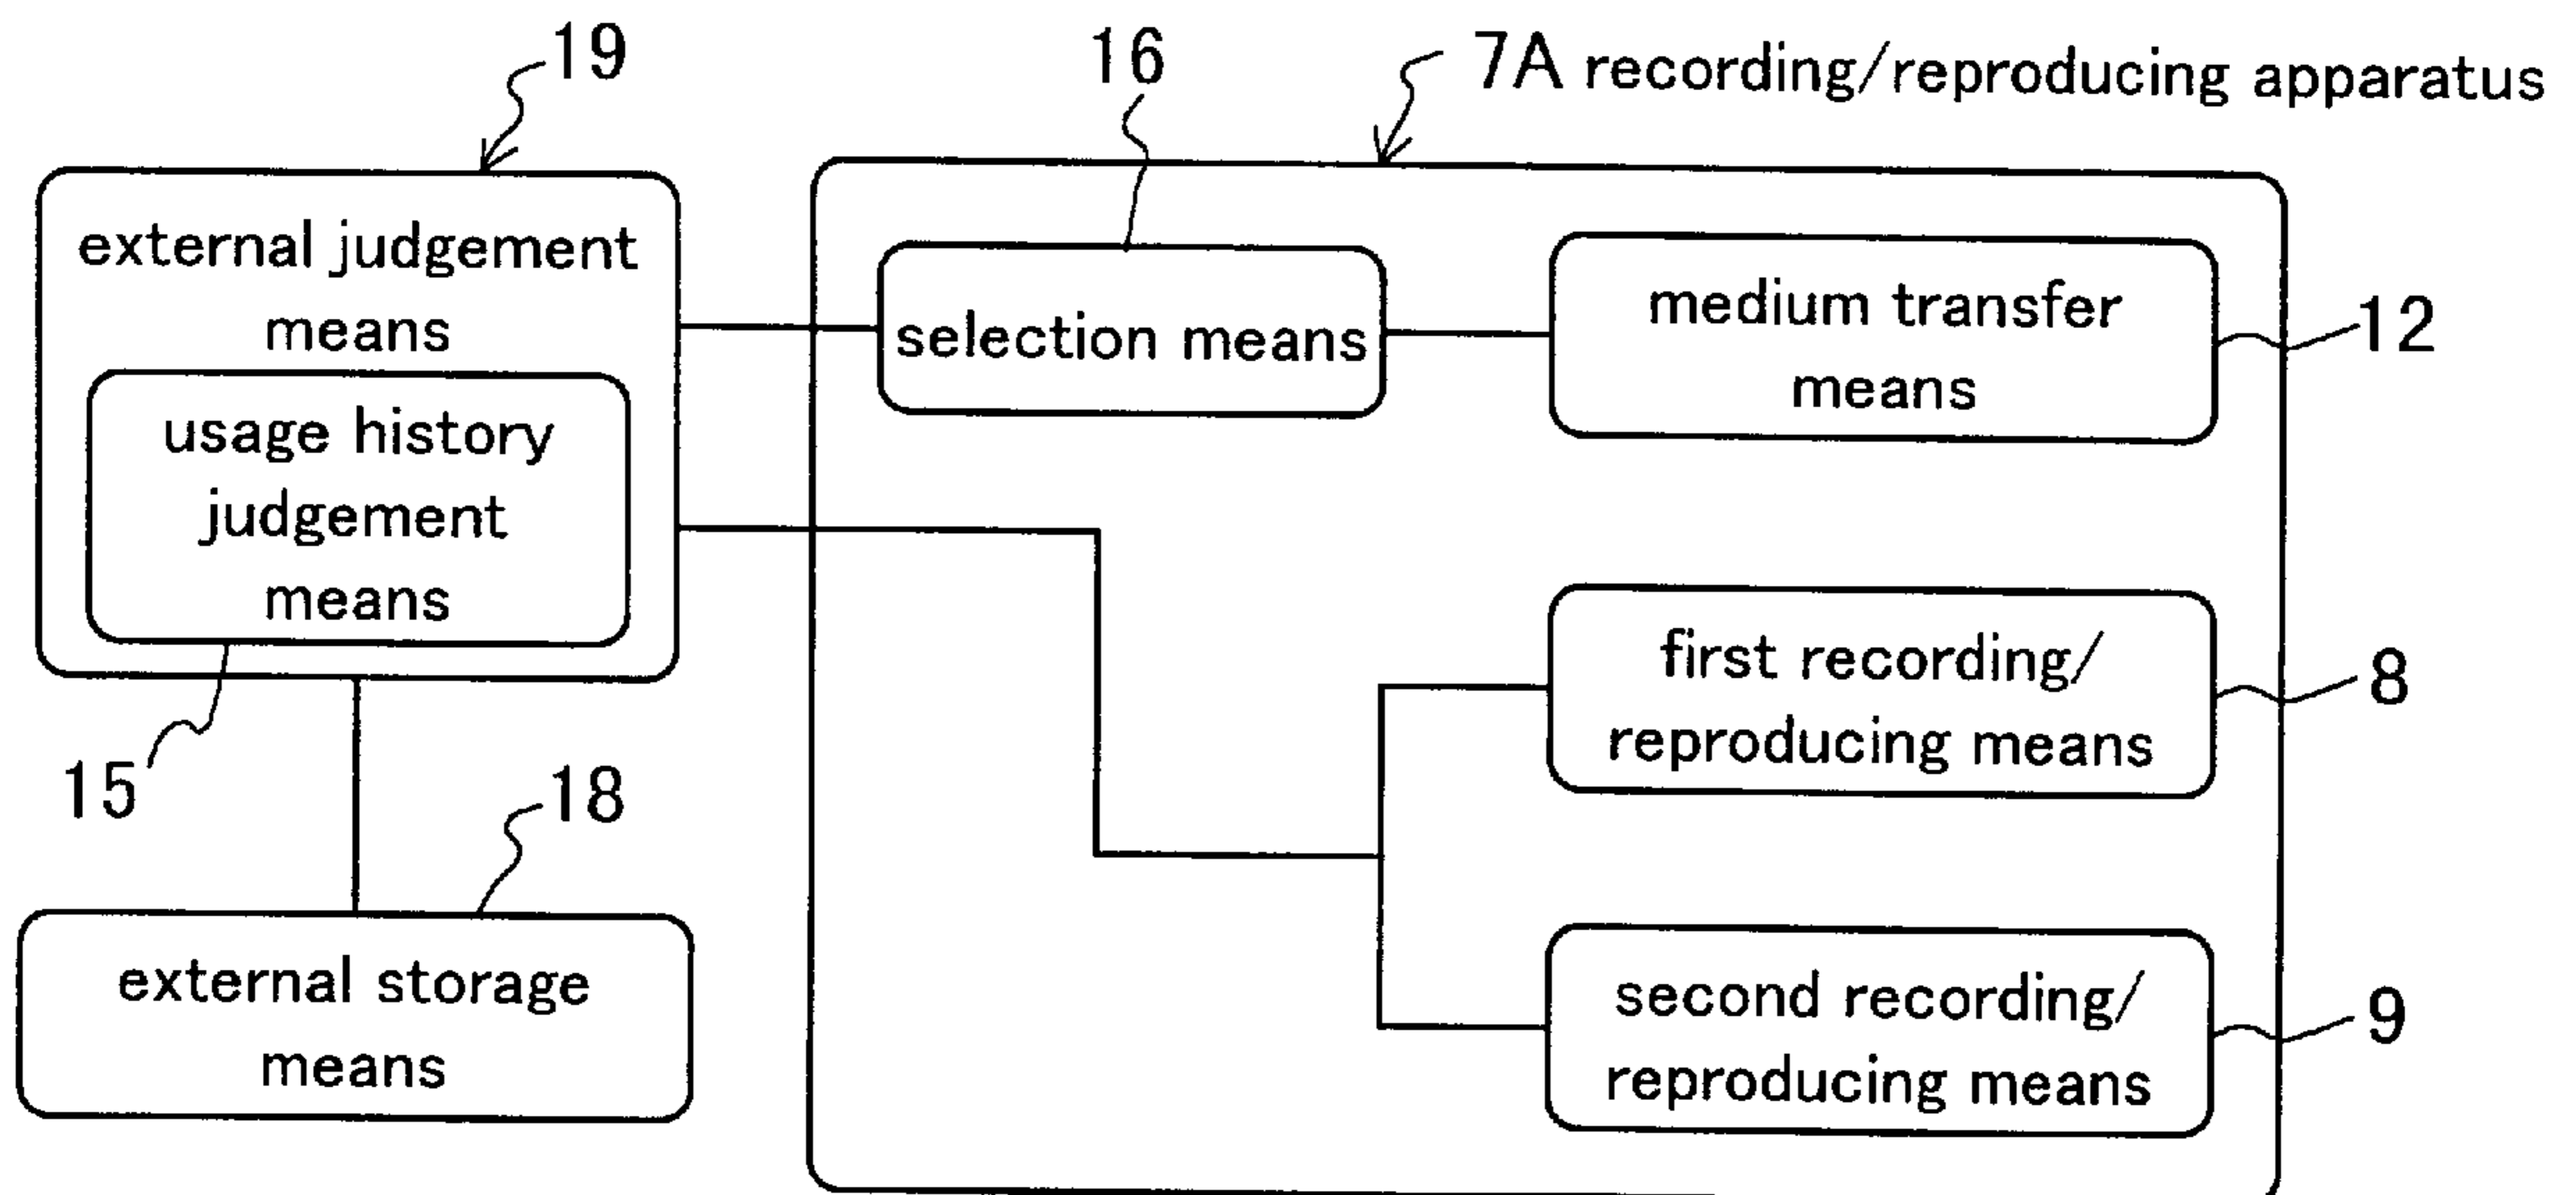 19
16
7A recording/reproducing apparatus
external judgement
means
usage history
judgement
means
15
18
external storage
means
selection means
medium transfer
means
12
first recording/
reproducing means
8
second recording/
reproducing means
9